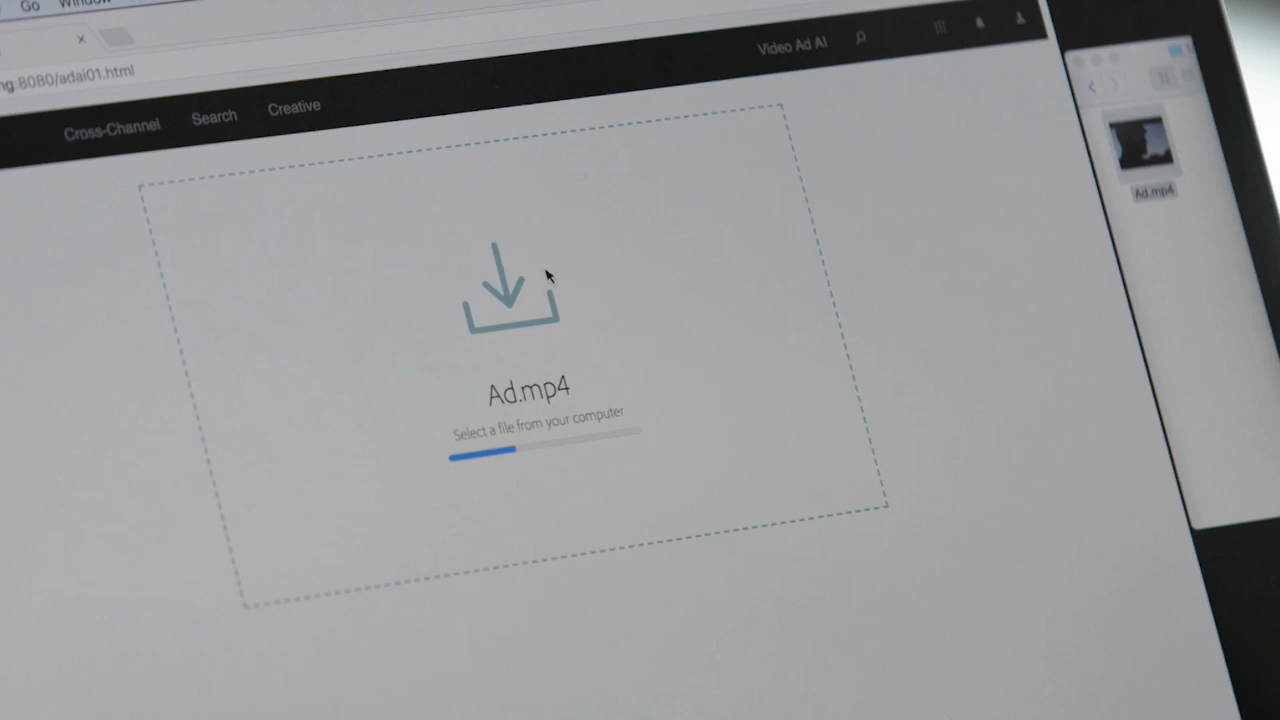 Go Window
ng:8080/adai01.html
Cross-Channel Search Creative Video Ad AI
Ad.mp4
Select a file from your computer
Ad.mp4